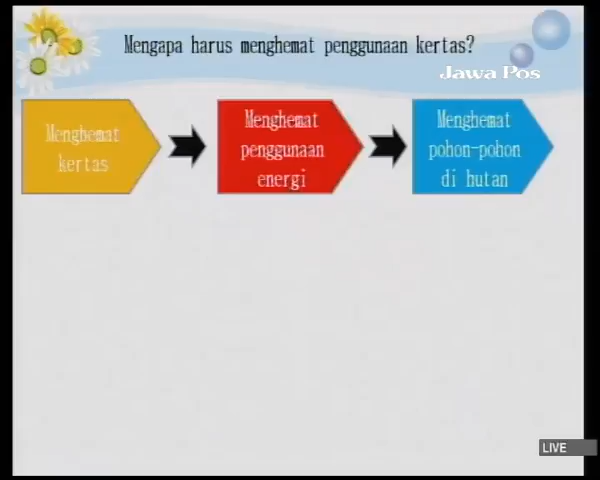 Mengapa harus menghemat penggunaan kertas?
Jawa Pos
Menghemat
kertas
Menghemat
penggunaan
energi
Menghemat
pohon-pohon
di hutan
LIVE